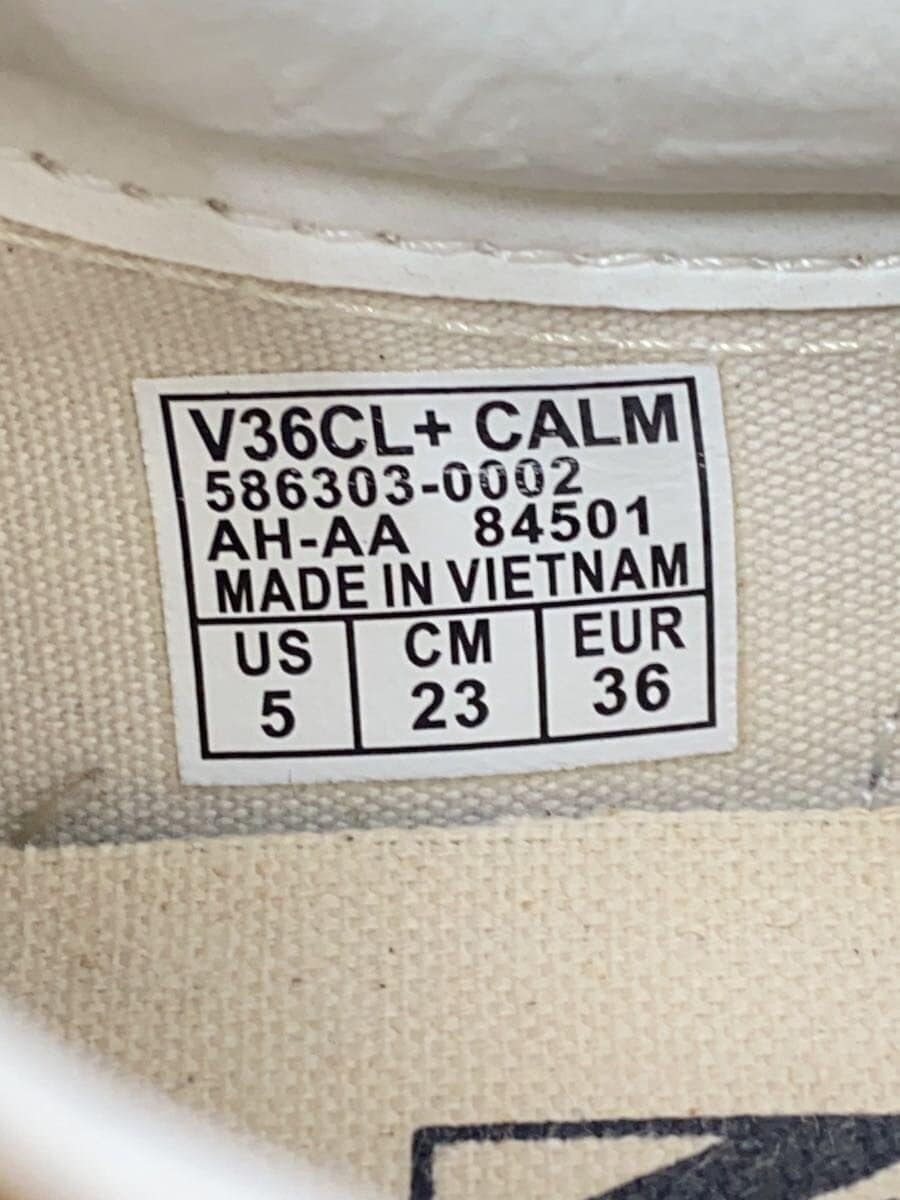 V36CL+ CALM
586303-0002
AH-AA 84501
MADE IN VIETNAM
US CM EUR
5 23 36